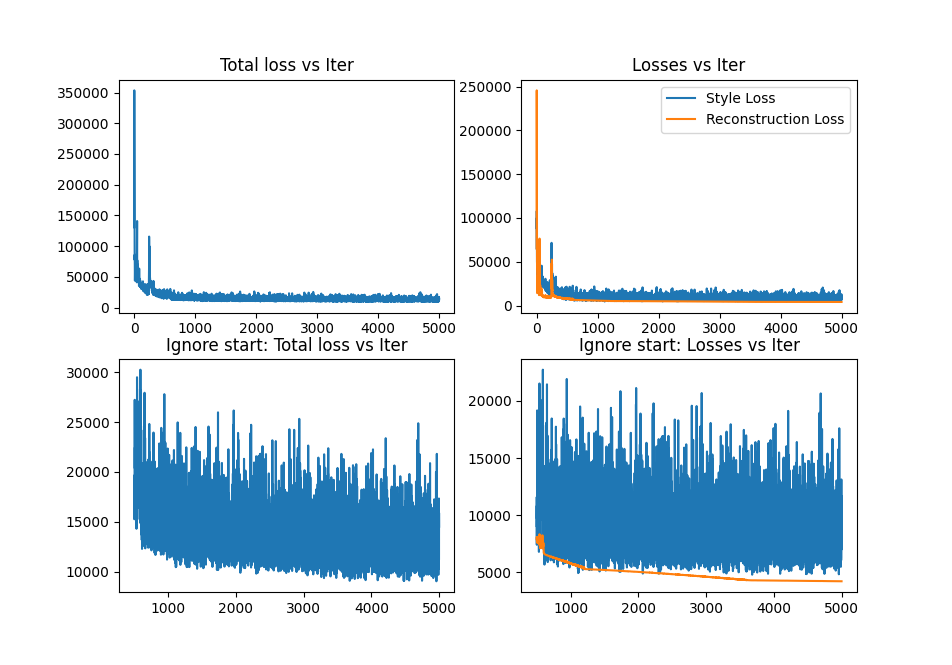 Total loss vs Iter
350000
300000
250000
200000
150000
100000
50000
0
0 1000 2000 3000 4000 5000
Losses vs Iter
250000
200000
150000
100000
50000
0
Style Loss
Reconstruction Loss
0 1000 2000 3000 4000 5000
Ignore start: Total loss vs Iter
30000
25000
20000
15000
10000
1000 2000 3000 4000 5000
Ignore start: Losses vs Iter
20000
15000
10000
5000
1000 2000 3000 4000 5000